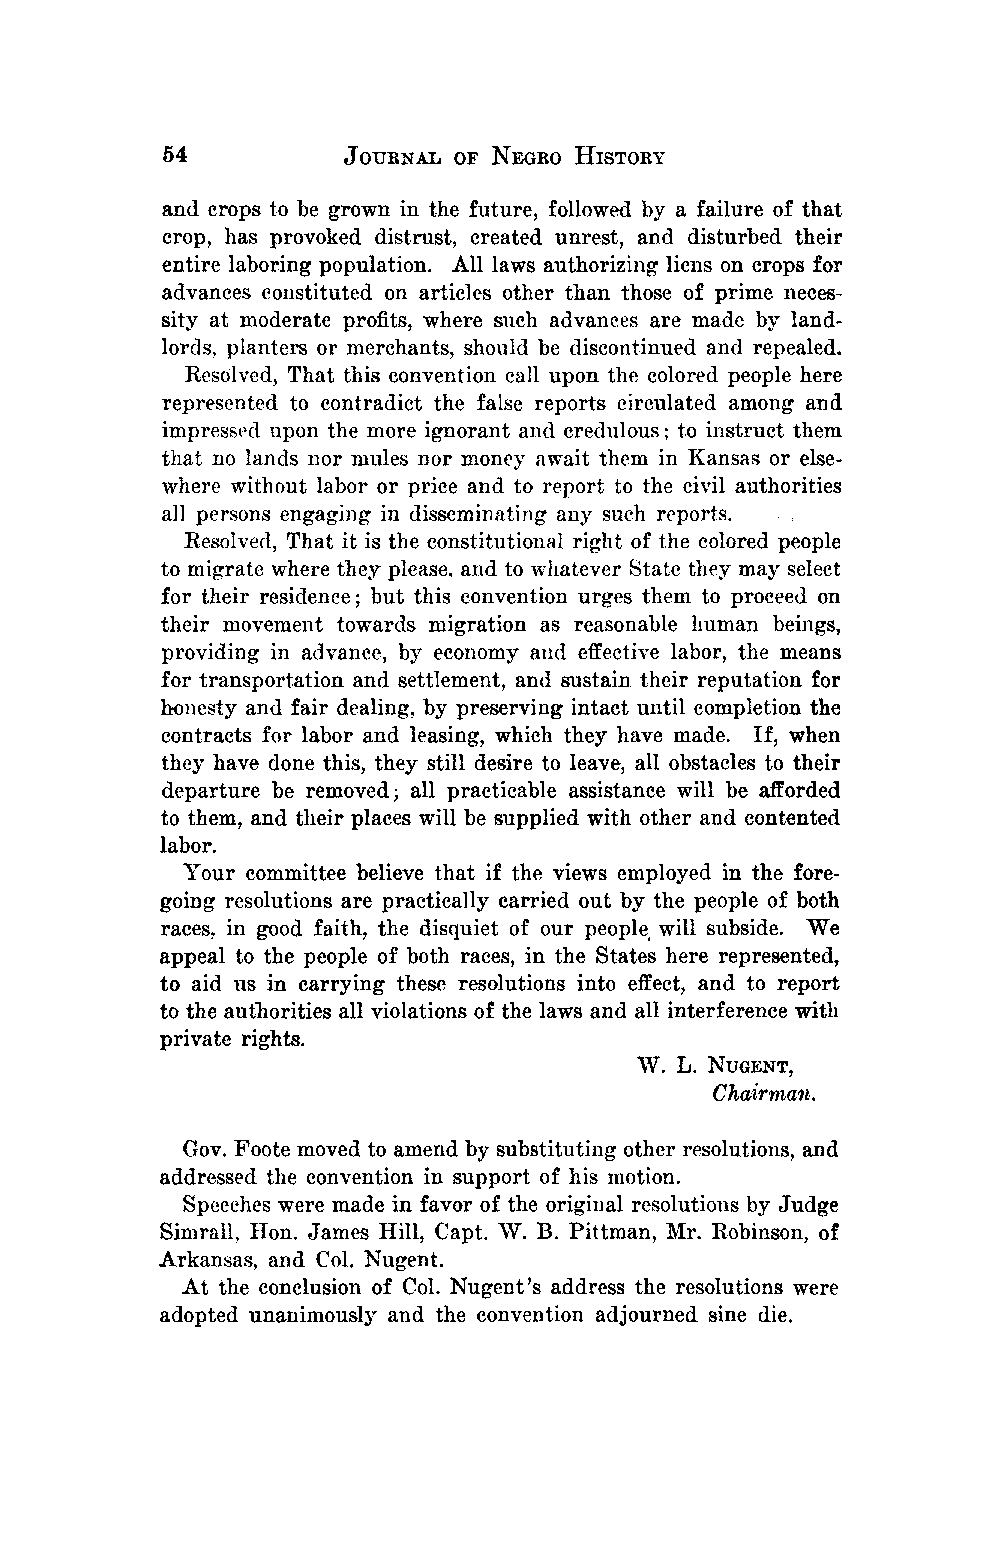 54 JOURNAL OF NEGRO HISTORY
and crops to be grown in the future, followed by a failure of that
crop, has provoked distrust, created unrest, and disturbed their
entire laboring population. All laws authorizing liens on crops for
advances constituted on articles other than those of prime neces-
sity at moderate profits, where such advances are made by land-
lords, planters or merchants, should be discontinued and repealed.
Resolved, That this convention call upon the colored people here
represented to contradict the false reports circulated among and
impressed upon the more ignorant and credulous; to instruct them
that no lands nor mules nor money await them in Kansas or else-
where without labor or price and to report to the civil authorities
all persons engaging in disseminating any such reports.
Resolved, That it is the constitutional right of the colored people
to migrate where they please, and to whatever State they may select
for their residence; but this convention urges them to proceed on
their movement towards migration as reasonable human beings,
providing in advance, by economy and effective labor, the means
for transportation and settlement, and sustain their reputation for
honesty and fair dealing, by preserving intact until completion the
contracts for labor and leasing, which they have made. If, when
they have done this, they still desire to leave, all obstacles to their
departure be removed; all practicable assistance will be afforded
to them, and their places will be supplied with other and contented
labor.
Your committee believe that if the views employed in the fore-
going resolutions are practically carried out by the people of both
races, in good faith, the disquiet of our people will subside. We
appeal to the people of both races, in the States here represented,
to aid us in carrying these resolutions into effect, and to report
to the authorities all violations of the laws and all interference with
private rights.
W. L. NUGENT,
Chairman.
Gov. Foote moved to amend by substituting other resolutions, and
addressed the convention in support of his motion.
Speeches were made in favor of the original resolutions by Judge
Simrall, Hon. James Hill, Capt. W. B. Pittman, Mr. Robinson, of
Arkansas, and Col. Nugent.
At the conclusion of Col. Nugent's address the resolutions were
adopted unanimously and the convention adjourned sine die.